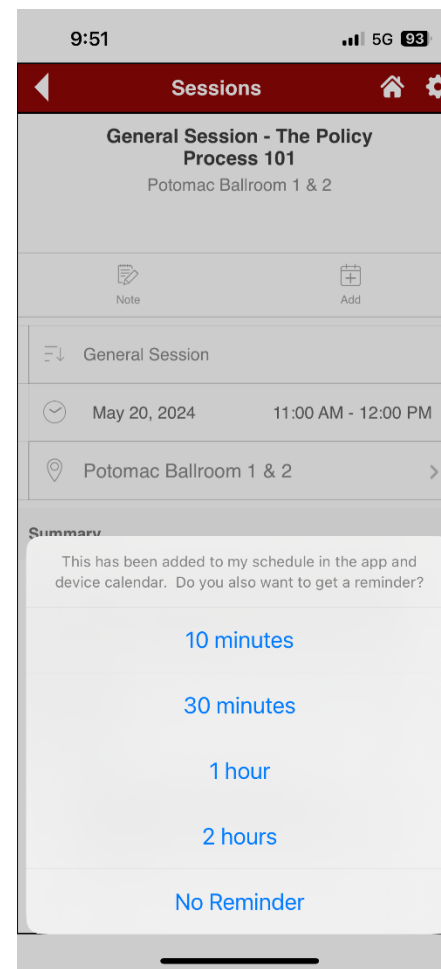 9:51
5G 93
Sessions
General Session - The Policy
Process 101
Potomac Ballroom 1 & 2
Note
Add
General Session
May 20, 2024 11:00 AM - 12:00 PM
Potomac Ballroom 1 & 2
Summary
This has been added to my schedule in the app and
device calendar. Do you also want to get a reminder?
10 minutes
30 minutes
1 hour
2 hours
No Reminder